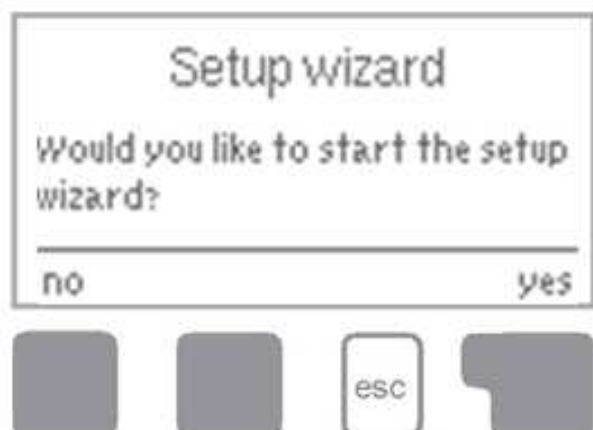 Setup wizard
Would you like to start the setup
wizard?
no yes
esc